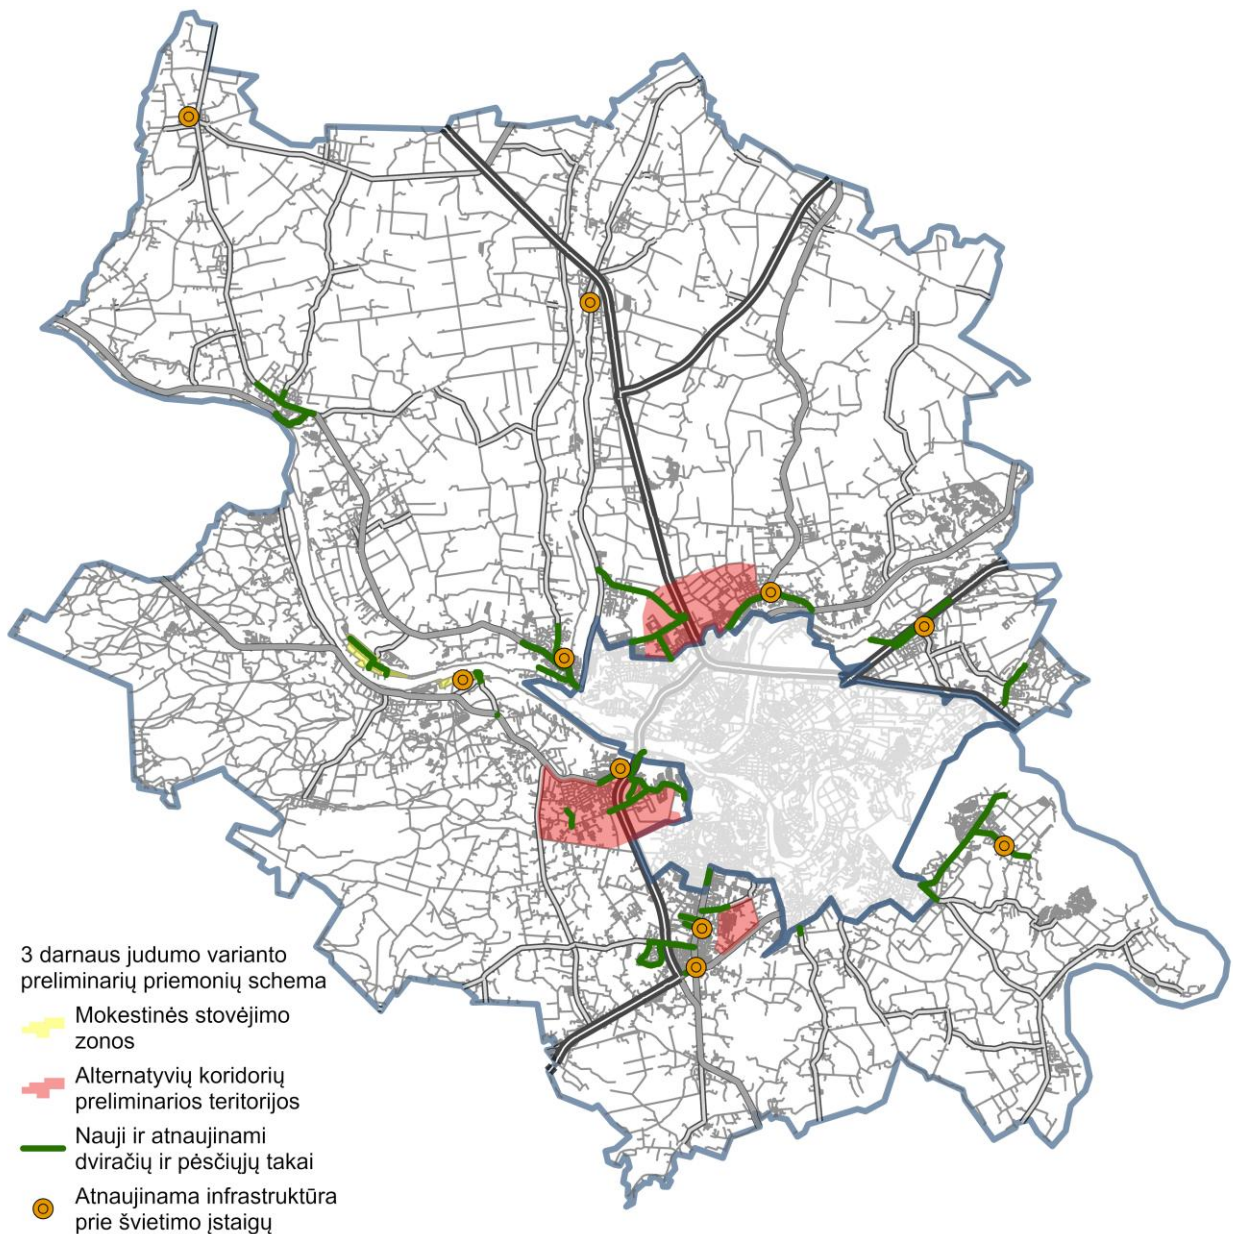 3 darnaus judumo varianto
preliminarių priemonių schema
Mokestinės stovėjimo
zonos
Alternatyvių koridorių
preliminarios teritorijos
Nauji ir atnaujinami
dviračių ir pėsčiųjų takai
Atnaujinama infrastruktūra
prie švietimo įstaigų